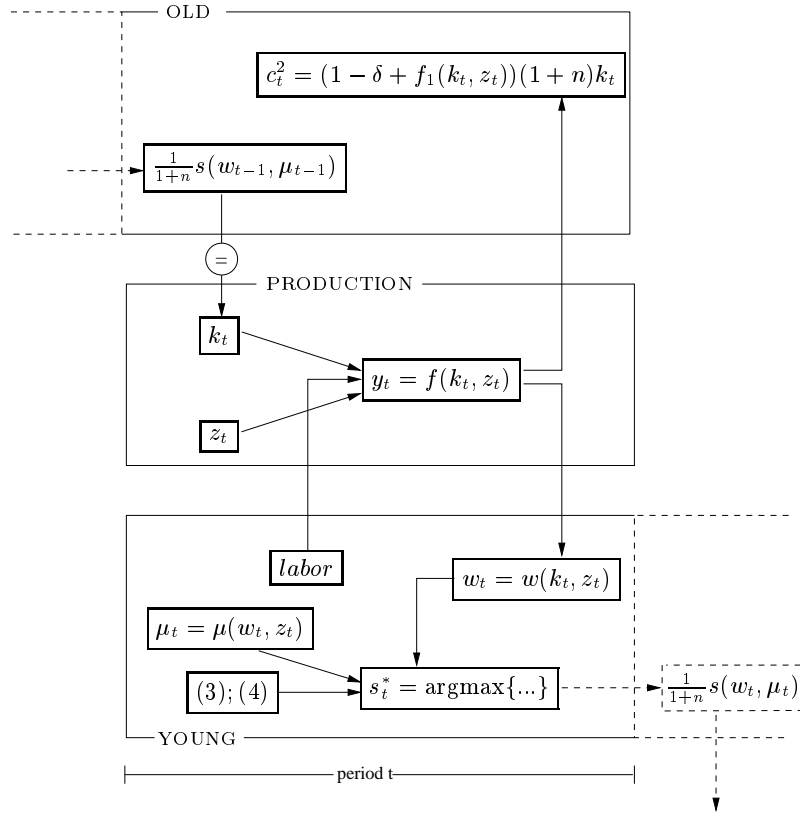 OLD
c_t^2 = (1 − δ + f_1(k_t, z_t))(1 + n)k_t
\frac{1}{1+n} s(w_{t−1}, μ_{t−1})
=
PRODUCTION
k_t
y_t = f(k_t, z_t)
z_t
labor
w_t = w(k_t, z_t)
μ_t = μ(w_t, z_t)
(3); (4)
s_t^* = argmax{...}
\frac{1}{1+n} s(w_t, μ_t)
YOUNG
period t